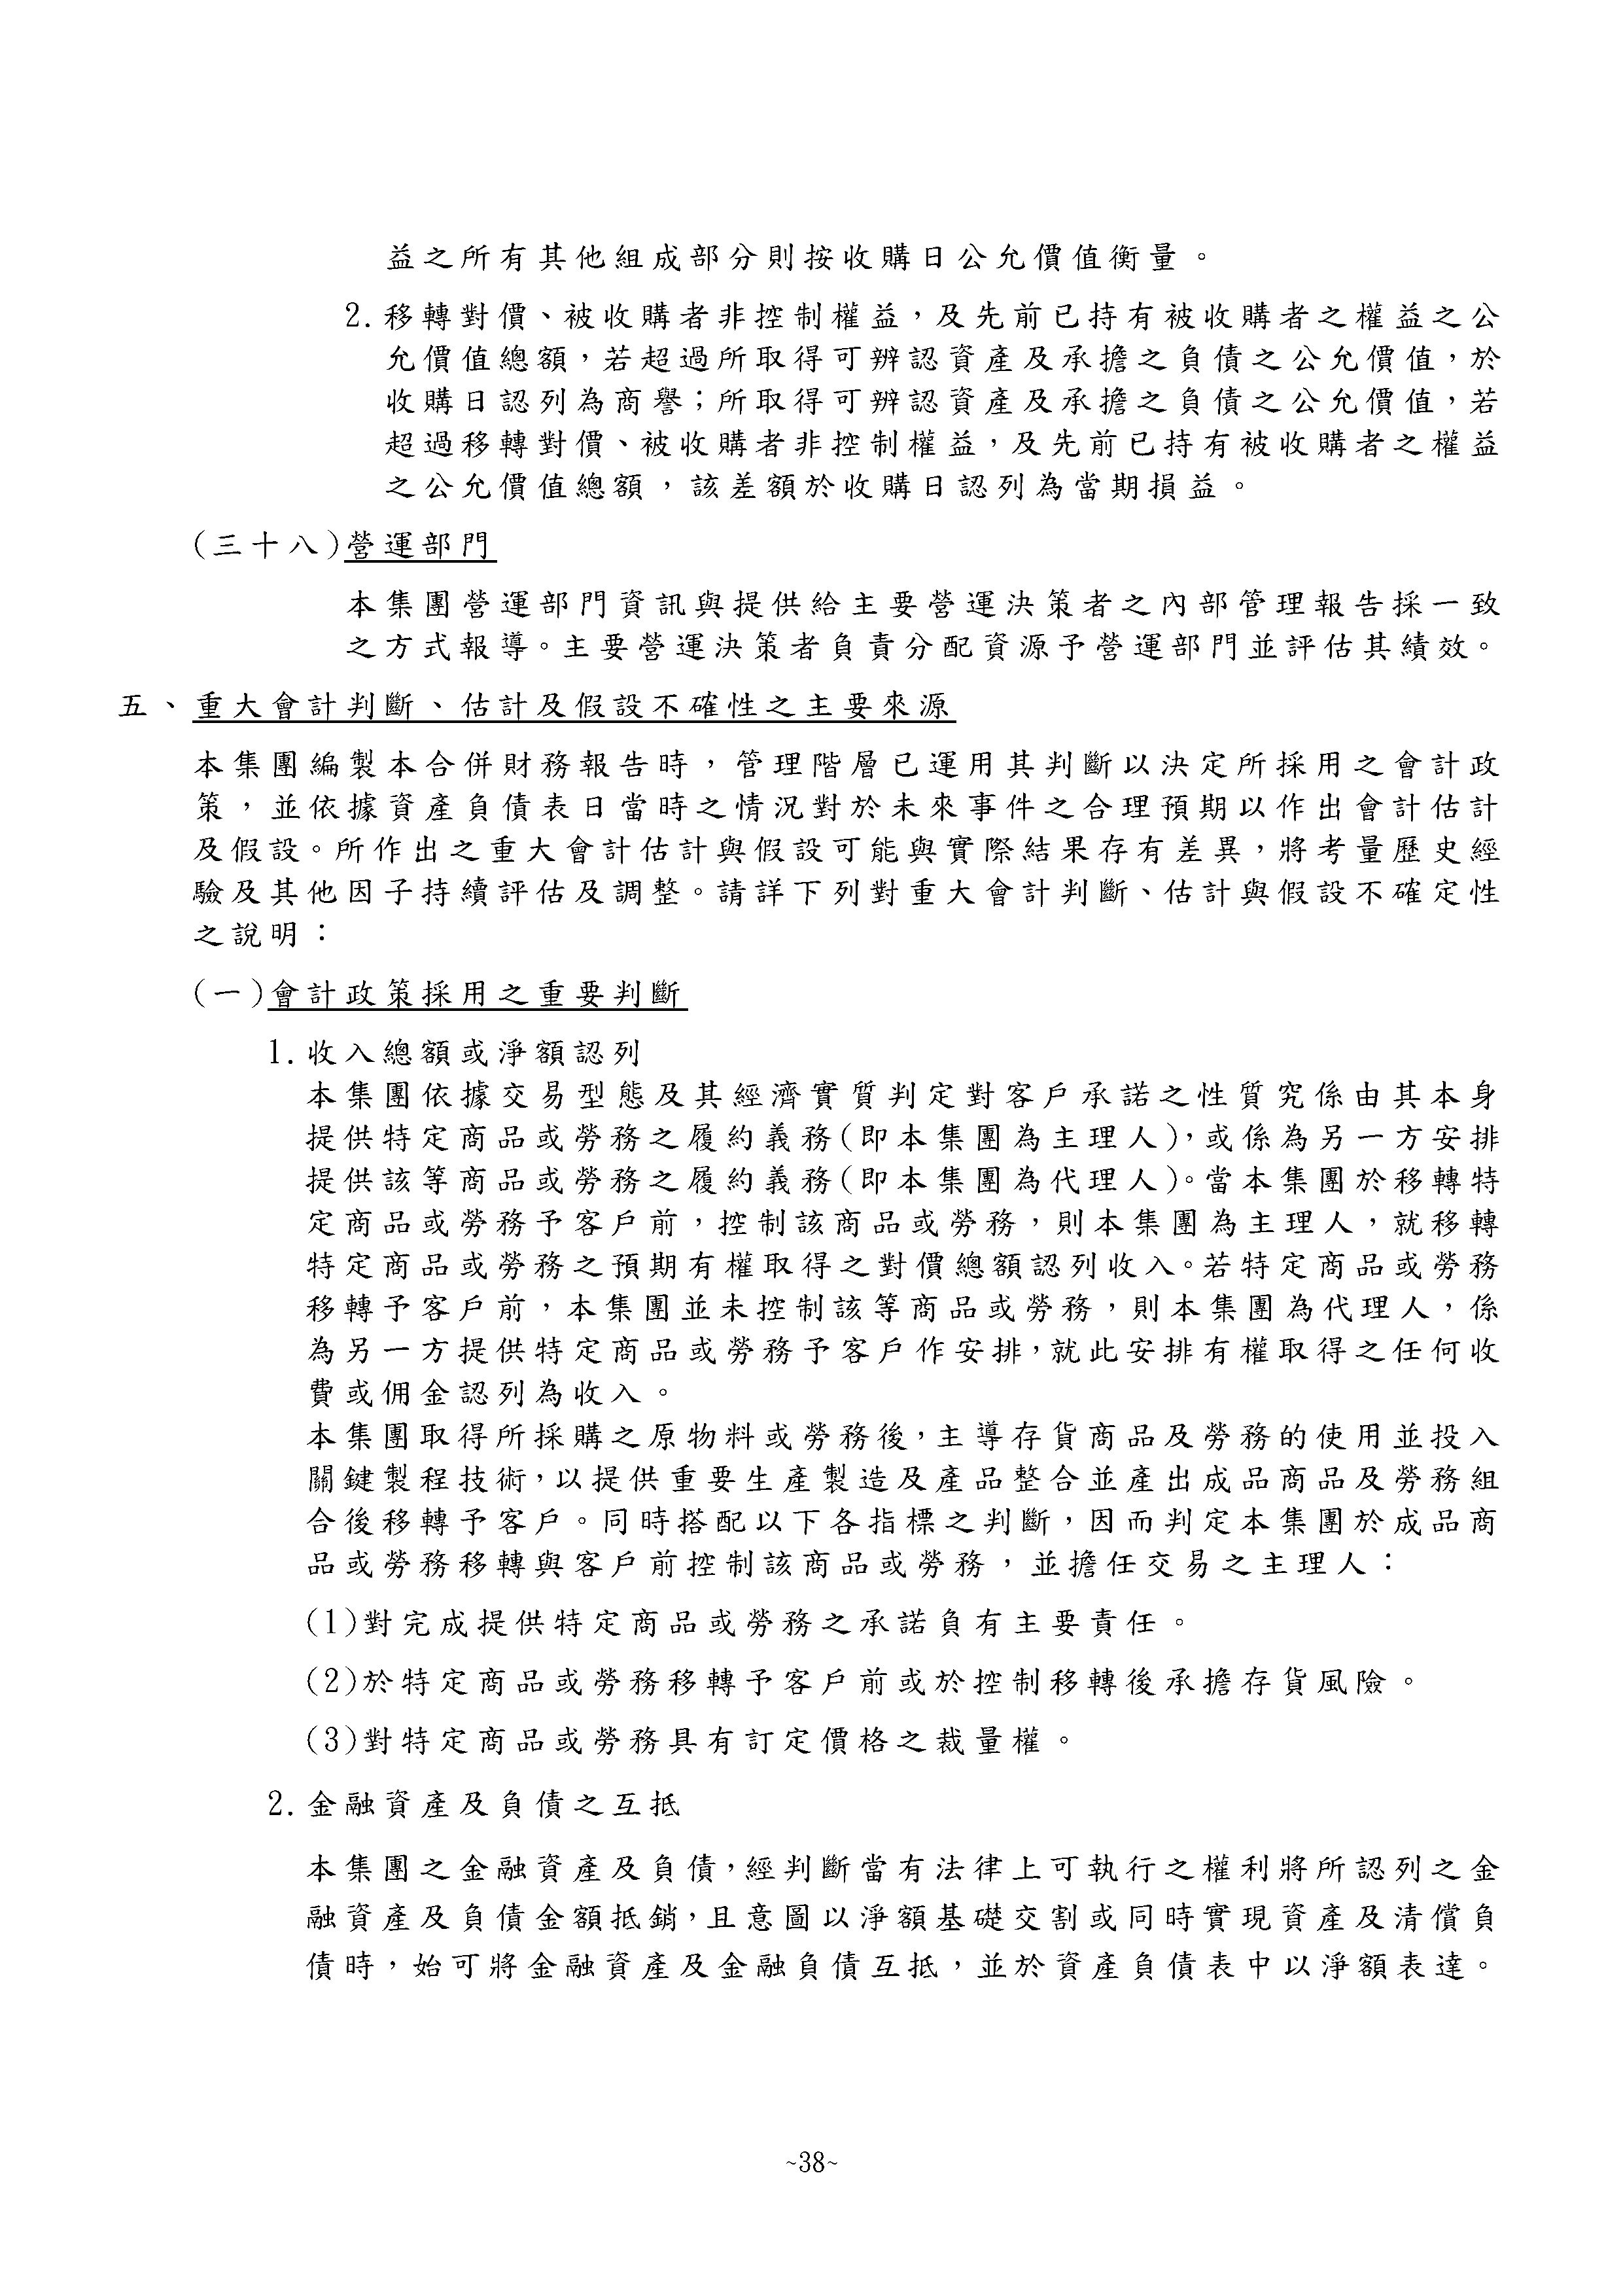 益之所有其他組成部分則按收購日公允價值衡量。
2.移轉對價、被收購者非控制權益，及先前已持有被收購者之權益之公
允價值總額，若超過所取得可辨認資產及承擔之負債之公允價值，於
收購日認列為商譽；所取得可辨認資產及承擔之負債之公允價值，若
超過移轉對價、被收購者非控制權益，及先前已持有被收購者之權益
之公允價值總額，該差額於收購日認列為當期損益。
(三十八)營運部門
本集團營運部門資訊與提供給主要營運決策者之內部管理報告採一致
之方式報導。主要營運決策者負責分配資源予營運部門並評估其績效。
五、重大會計判斷、估計及假設不確性之主要來源
本集團編製本合併財務報告時，管理階層已運用其判斷以決定所採用之會計政
策，並依據資產負債表日當時之情況對於未來事件之合理預期以作出會計估計
及假設。所作出之重大會計估計與假設可能與實際結果存有差異，將考量歷史經
驗及其他因子持續評估及調整。請詳下列對重大會計判斷、估計與假設不確定性
之說明：
(一)會計政策採用之重要判斷
1.收入總額或淨額認列
本集團依據交易型態及其經濟實質判定對客戶承諾之性質究係由其本身
提供特定商品或勞務之履約義務(即本集團為主理人)，或係為另一方安排
提供該等商品或勞務之履約義務(即本集團為代理人)。當本集團於移轉特
定商品或勞務予客戶前，控制該商品或勞務，則本集團為主理人，就移轉
特定商品或勞務之預期有權取得之對價總額認列收入。若特定商品或勞務
移轉予客戶前，本集團並未控制該等商品或勞務，則本集團為代理人，係
為另一方提供特定商品或勞務予客戶作安排，就此安排有權取得之任何收
費或佣金認列為收入。
本集團取得所採購之原物料或勞務後，主導存貨商品及勞務的使用並投入
關鍵製程技術，以提供重要生產製造及產品整合並產出成品商品及勞務組
合後移轉予客戶。同時搭配以下各指標之判斷，因而判定本集團於成品商
品或勞務移轉與客戶前控制該商品或勞務，並擔任交易之主理人：
(1)對完成提供特定商品或勞務之承諾負有主要責任。
(2)於特定商品或勞務移轉予客戶前或於控制移轉後承擔存貨風險。
(3)對特定商品或勞務具有訂定價格之裁量權。
2.金融資產及負債之互抵
本集團之金融資產及負債，經判斷當有法律上可執行之權利將所認列之金
融資產及負債金額抵銷，且意圖以淨額基礎交割或同時實現資產及清償負
債時，始可將金融資產及金融負債互抵，並於資產負債表中以淨額表達。
~38~